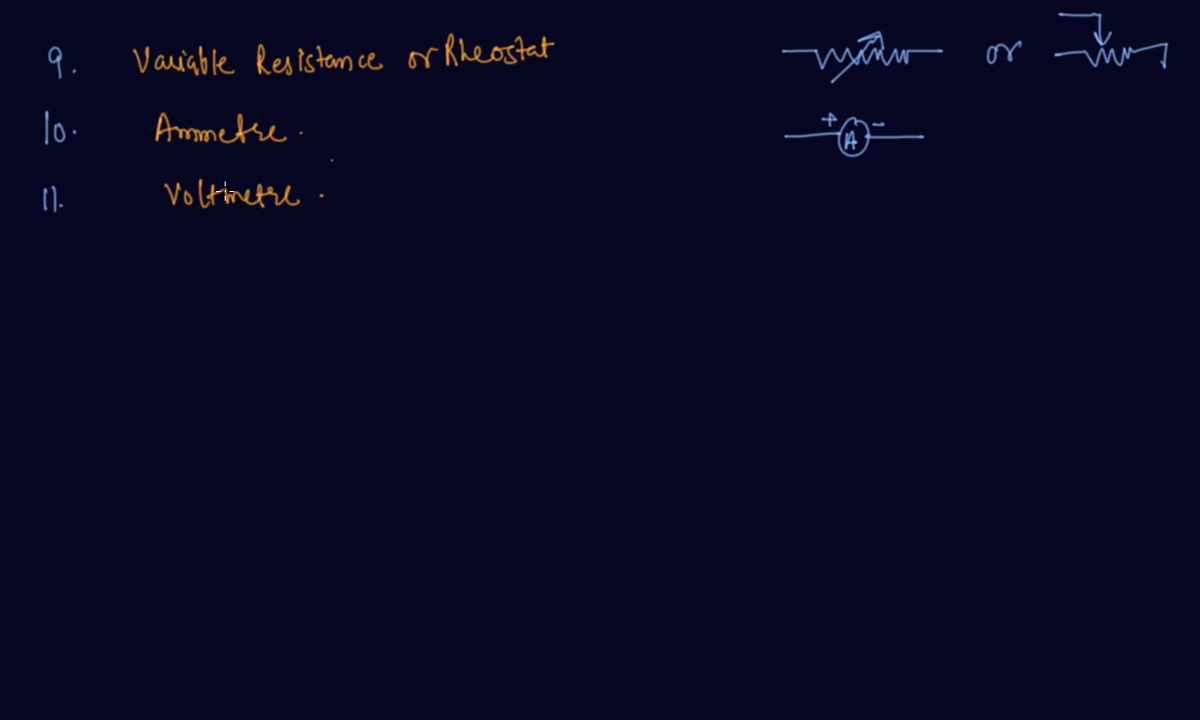 9. Variable Resistance or Rheostat or
10. Ammetre. + A -
11. Voltmetre.